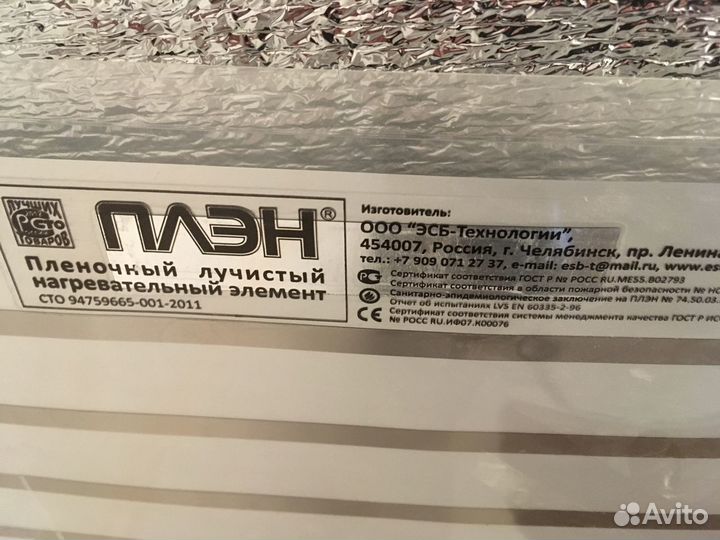 100 ЛУЧШИХ
ТОВАРОВ
ПЛЭН®
Пленочный лучистый
нагревательный элемент
СТО 94759665-001-2011
Изготовитель:
ООО "ЭСБ-Технологии",
454007, Россия, г. Челябинск, пр. Ленина
тел.: +7 909 071 27 37, e-mail: esb-t@mail.ru, www.es
Сертификат соответствия ГОСТ Р № РОСС RU.ME55.B02793
Сертификат соответствия в области пожарной безопасности № НС
Санитарно-эпидемиологическое заключение на ПЛЭН № 74.50.03.
Отчет об испытаниях LVS EN 60335-2-96
Сертификат соответствия системы менеджмента качества ГОСТ Р ИС
№ РОСС RU.ИФ07.К00076
Avito